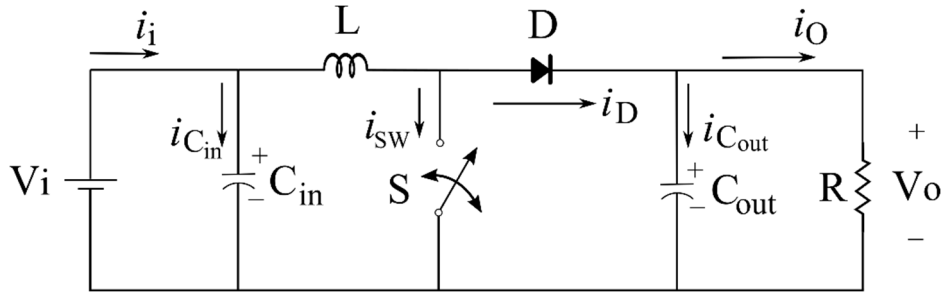 i_i
L
D
i_O
i_Cin
i_SW
i_D
i_Cout
+
Vi
+
C_in
−
S
+
C_out
−
R
Vo
−